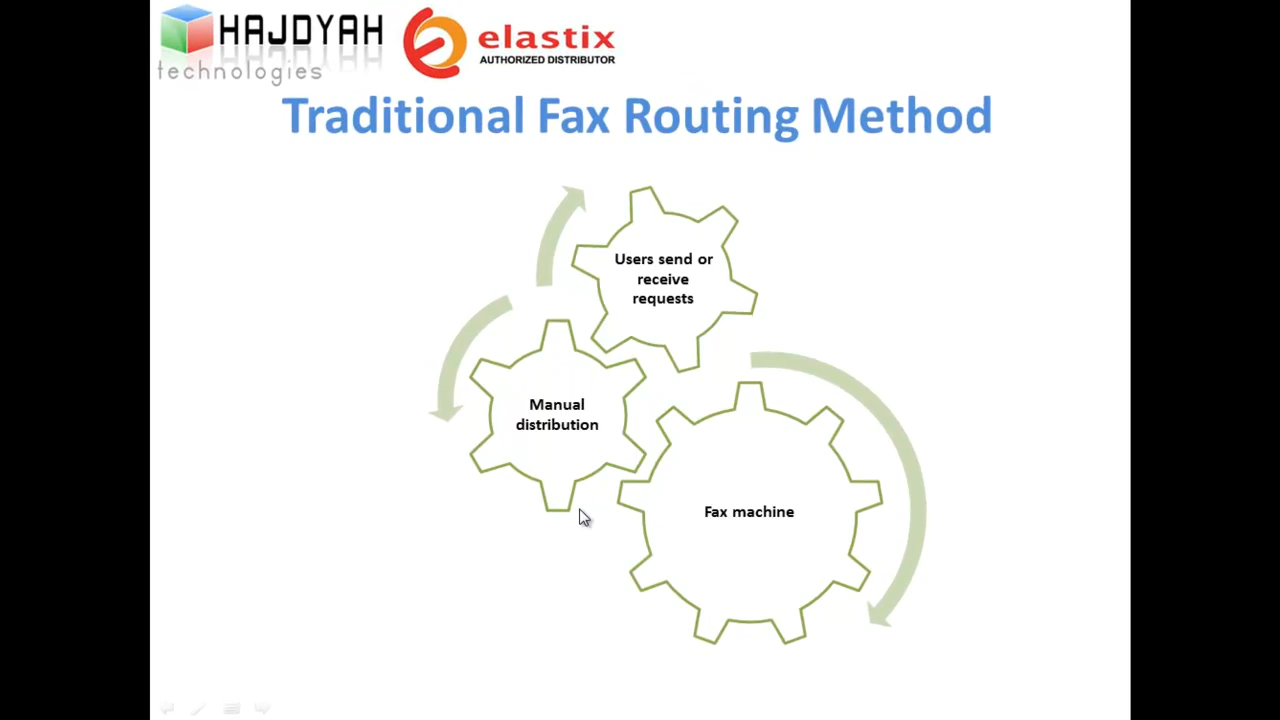 HAJDYAH
technologies
elastix
AUTHORIZED DISTRIBUTOR
Traditional Fax Routing Method
Users send or
receive
requests
Manual
distribution
Fax machine